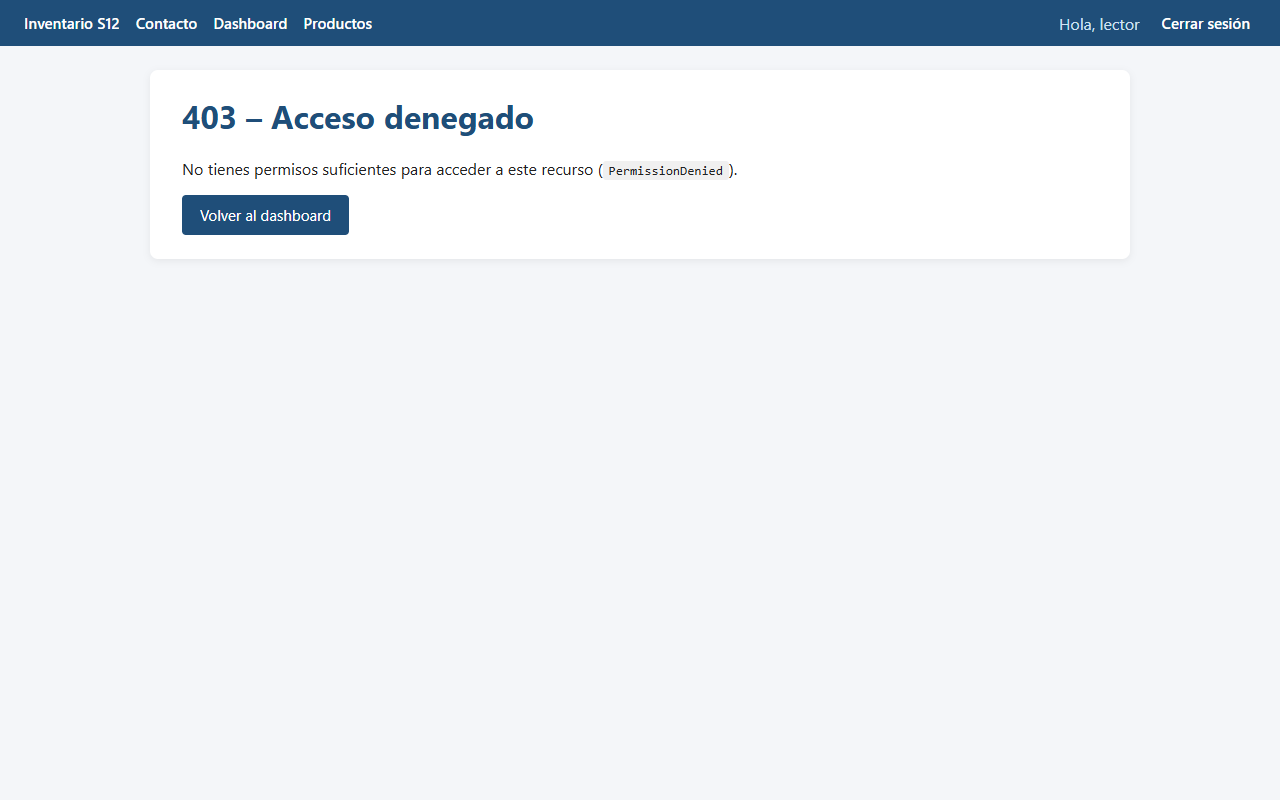 Inventario S12 Contacto Dashboard Productos Hola, lector Cerrar sesión
403 – Acceso denegado
No tienes permisos suficientes para acceder a este recurso ( PermissionDenied ).
Volver al dashboard